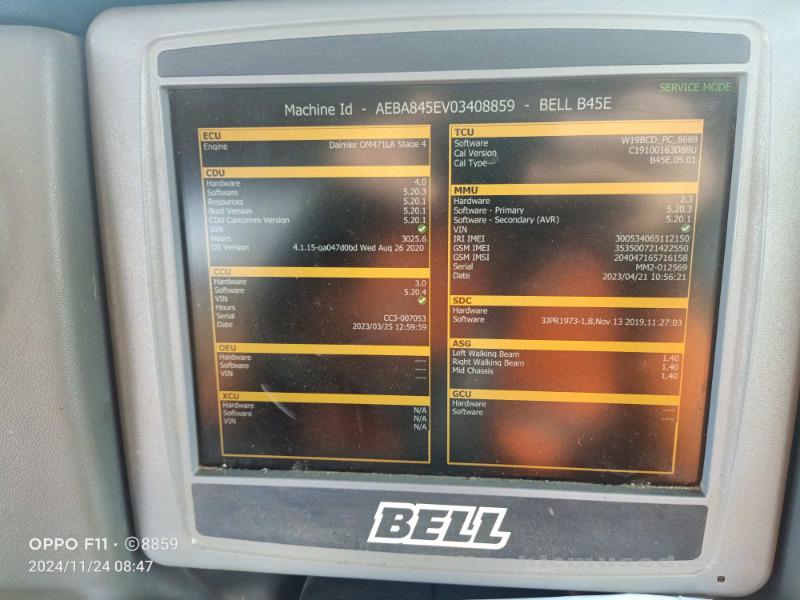 SERVICE MODE
Machine Id - AEBA845EV03408859 - BELL B45E
ECU
Engine Daimler OM471LA Stage 4
CDU
Hardware 4.0
Software 5.20.3
Resources 5.20.1
Boot Version 5.20.1
CDU Cancomm Version 5.20.1
VIN
Hours 3025.6
OS Version 4.1.15-ga047d0bd Wed Aug 26 2020
CCU
Hardware 3.0
Software 5.20.4
VIN
Hours
Serial CC3-007053
Date 2023/03/25 12:59:59
OEU
Hardware ----
Software ----
VIN ----
XCU
Hardware N/A
Software N/A
VIN N/A
TCU
Software W19BCD_PC_8688
Cal Version C19100163D88U
Cal Type B45E.05.01
MMU
Hardware 2.3
Software - Primary 5.20.3
Software - Secondary (AVR) 5.20.1
VIN
IRI IMEI 300534065112150
GSM IMEI 353500721422550
GSM IMSI 204047165716158
Serial MM2-012569
Date 2023/04/21 10:56:21
SDC
Hardware
Software 3JPR1973-1,B,Nov 13 2019,11:27:03
ASG
Left Walking Beam 1.40
Right Walking Beam 1.40
Mid Chassis 1.40
GCU
Hardware ----
Software ----
BELL
OPPO F11 · ©8859
2024/11/24 08:47